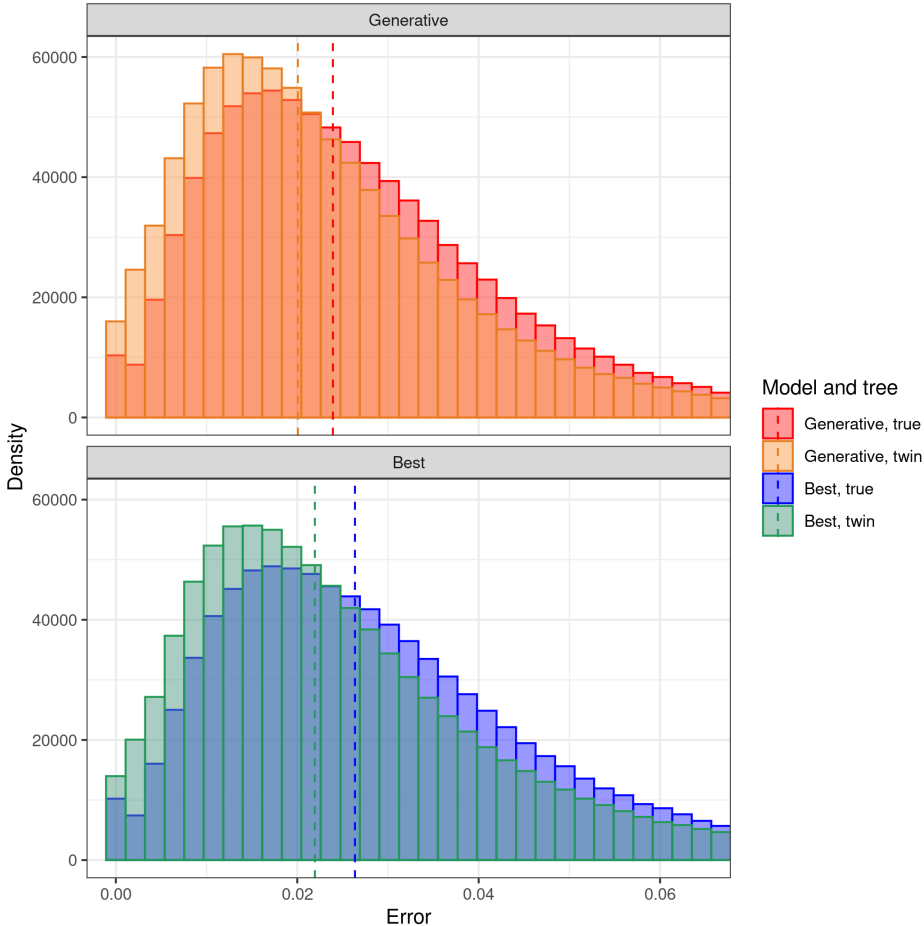 Generative
60000
40000
20000
0
Density
Best
60000
40000
20000
0
0.00 0.02 0.04 0.06
Error
Model and tree
Generative, true
Generative, twin
Best, true
Best, twin